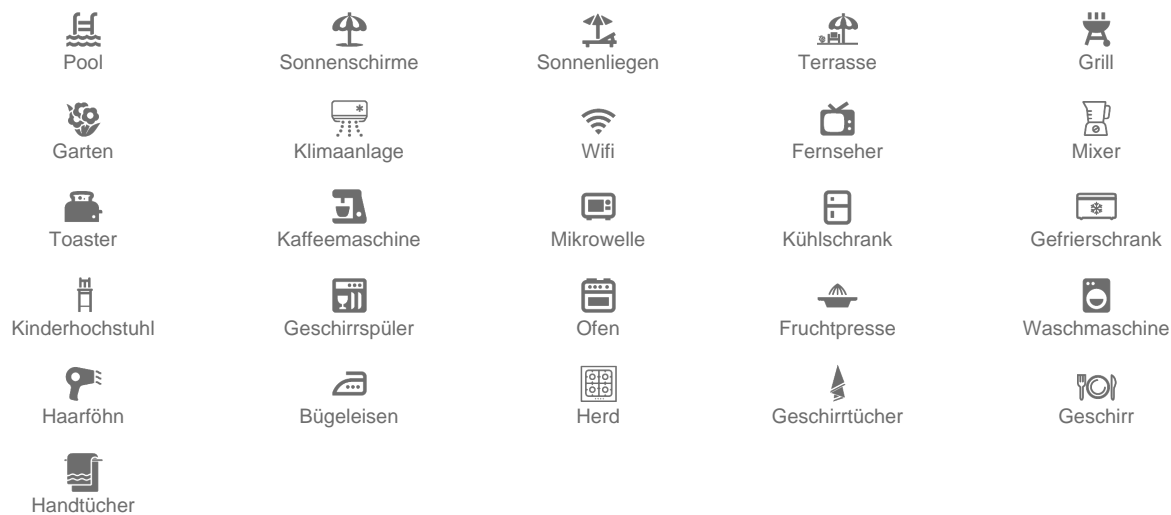 Pool Sonnenschirme Sonnenliegen Terrasse Grill
Garten Klimaanlage Wifi Fernseher Mixer
Toaster Kaffeemaschine Mikrowelle Kühlschrank Gefrierschrank
Kinderhochstuhl Geschirrspüler Ofen Fruchtpresse Waschmaschine
Haarföhn Bügeleisen Herd Geschirrtücher Geschirr
Handtücher